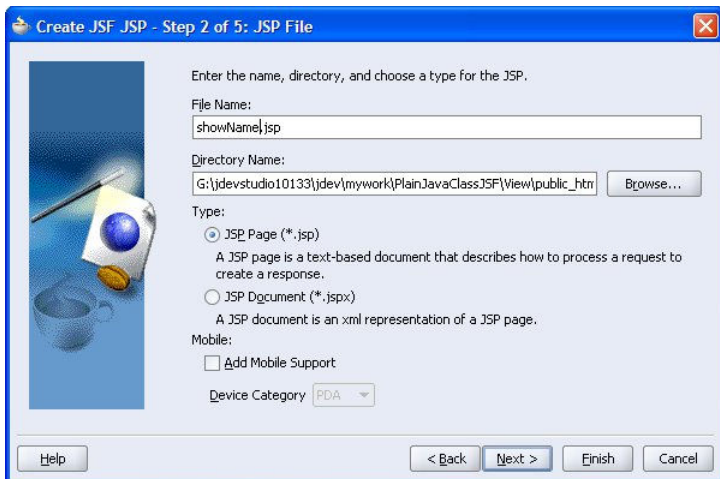 Create JSF JSP - Step 2 of 5: JSP File
Enter the name, directory, and choose a type for the JSP.
File Name:
showName.jsp
Directory Name:
G:\jdevstudio10133\jdev\mywork\PlainJavaClassJSF\View\public_htm
Browse...
Type:
JSP Page (*.jsp)
A JSP page is a text-based document that describes how to process a request to
create a response.
JSP Document (*.jspx)
A JSP document is an xml representation of a JSP page.
Mobile:
Add Mobile Support
Device Category PDA
Help
< Back
Next >
Finish
Cancel